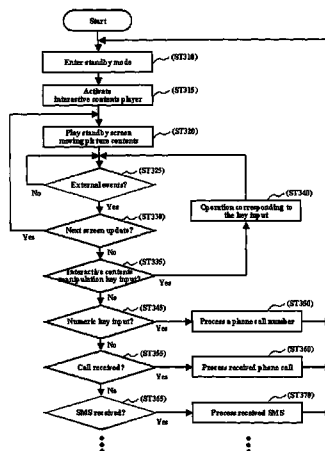 Start
(ST310)
Enter standby mode
(ST315)
Activate
interactive contents
player
(ST320)
Play standby screen
moving picture contents
(ST325)
No
External events?
(ST340)
Operation corresponding to
the key input
Yes
(ST330)
Yes
Next screen update?
No
(ST335)
Interactive contents
manipulation key input?
Yes
No
(ST345)
(ST350)
Numeric key input?
Process a phone call number
Yes
No
(ST355)
(ST360)
Call received?
Process received phone call
Yes
No
(ST365)
(ST370)
SMS received?
Process received SMS
Yes